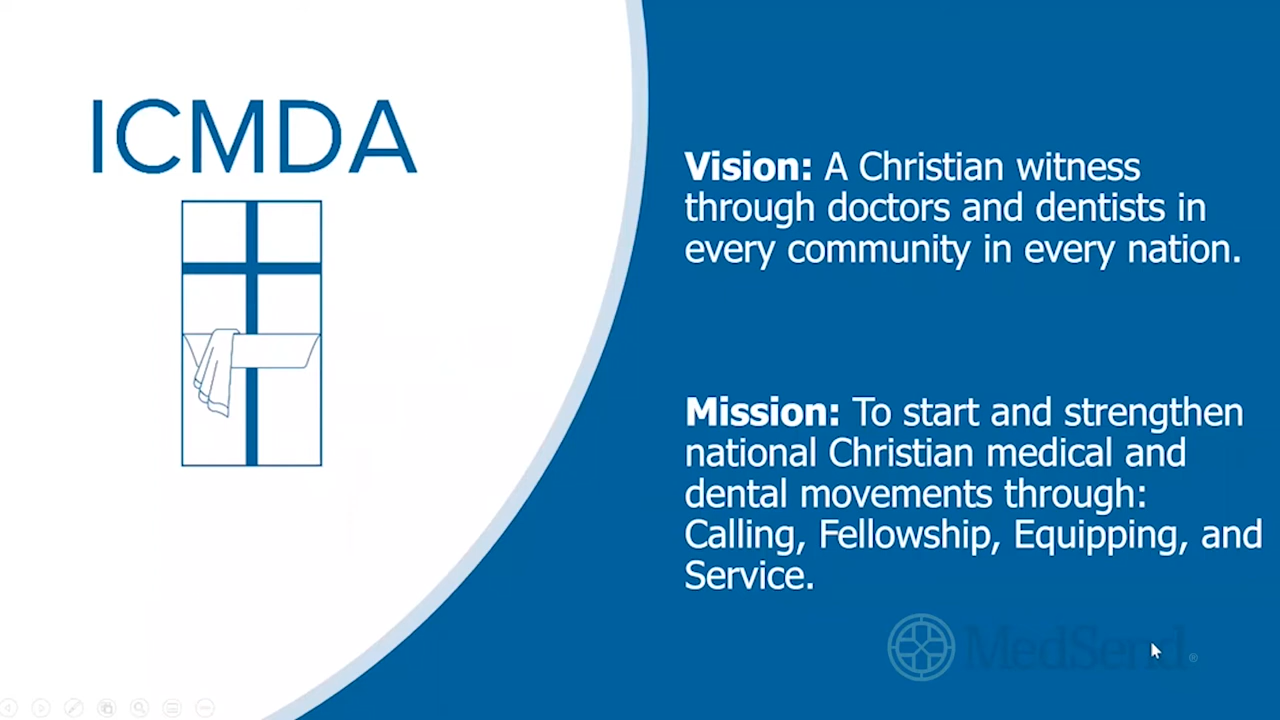 ICMDA
Vision: A Christian witness
through doctors and dentists in
every community in every nation.
Mission: To start and strengthen
national Christian medical and
dental movements through:
Calling, Fellowship, Equipping, and
Service.
MedSend®